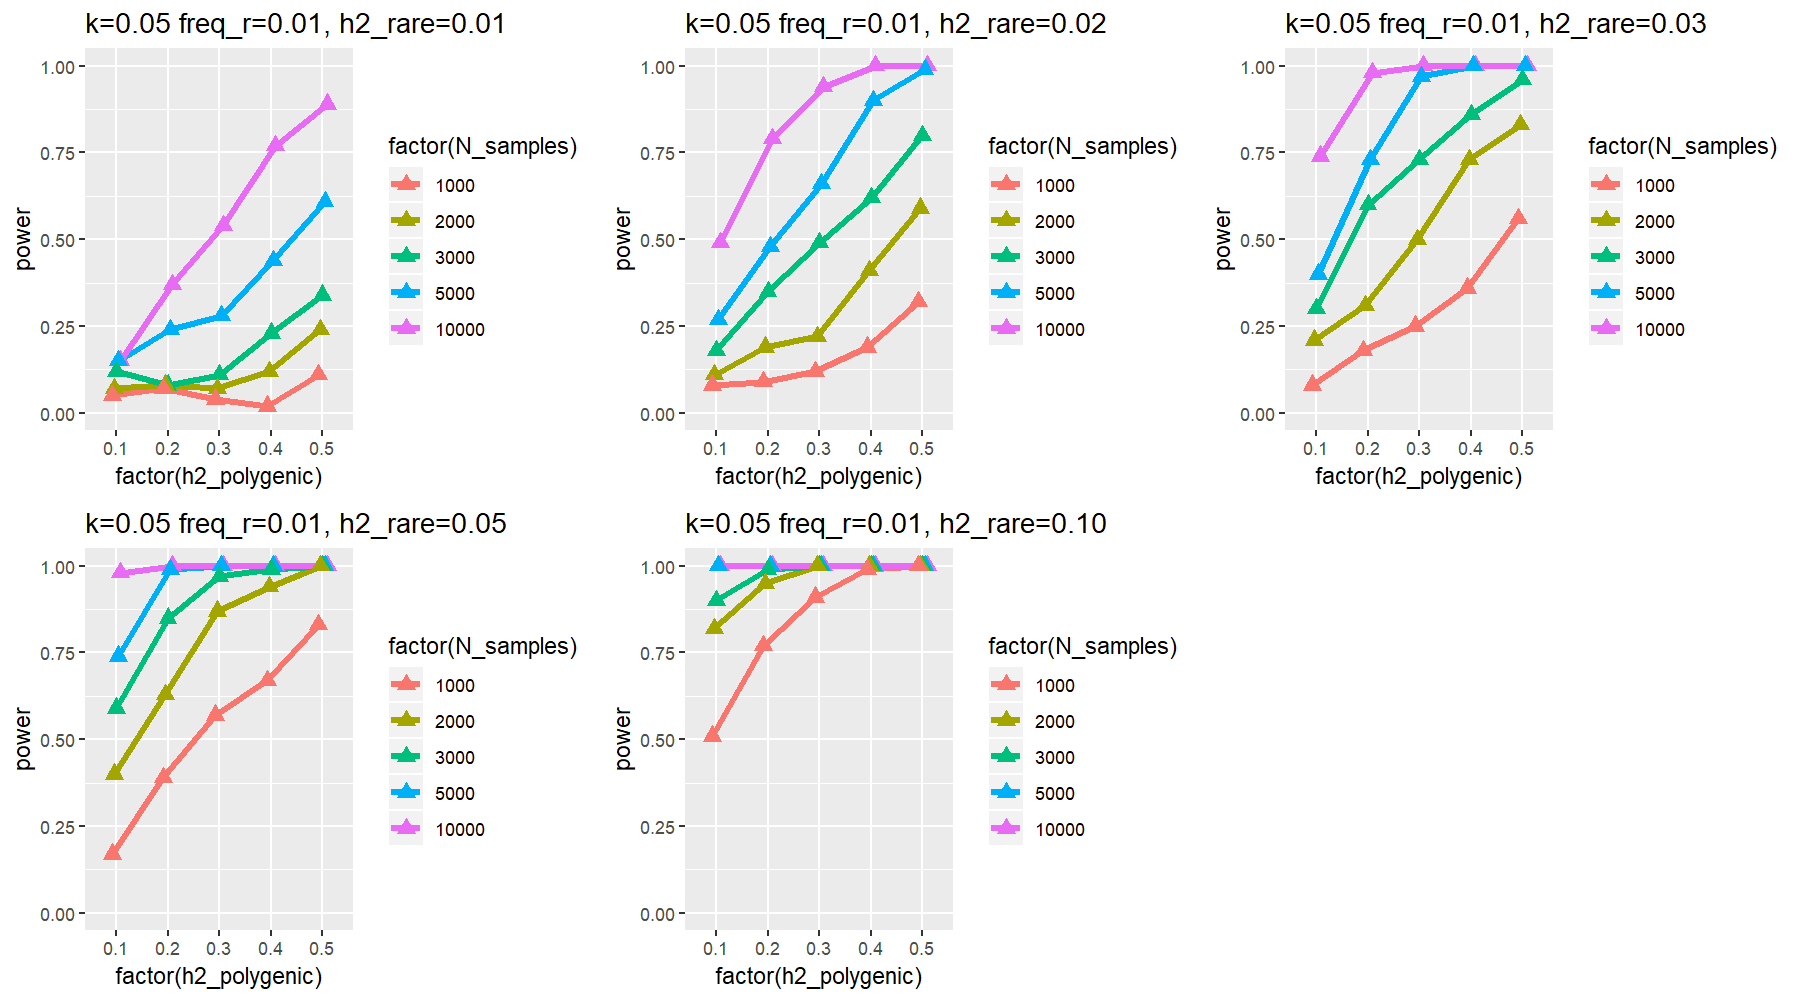 k=0.05 freq_r=0.01, h2_rare=0.01
1.00
0.75
0.50
0.25
0.00
power
0.1 0.2 0.3 0.4 0.5
factor(h2_polygenic)
factor(N_samples)
1000
2000
3000
5000
10000
k=0.05 freq_r=0.01, h2_rare=0.02
1.00
0.75
0.50
0.25
0.00
power
0.1 0.2 0.3 0.4 0.5
factor(h2_polygenic)
factor(N_samples)
1000
2000
3000
5000
10000
k=0.05 freq_r=0.01, h2_rare=0.03
1.00
0.75
0.50
0.25
0.00
power
0.1 0.2 0.3 0.4 0.5
factor(h2_polygenic)
factor(N_samples)
1000
2000
3000
5000
10000
k=0.05 freq_r=0.01, h2_rare=0.05
1.00
0.75
0.50
0.25
0.00
power
0.1 0.2 0.3 0.4 0.5
factor(h2_polygenic)
factor(N_samples)
1000
2000
3000
5000
10000
k=0.05 freq_r=0.01, h2_rare=0.10
1.00
0.75
0.50
0.25
0.00
power
0.1 0.2 0.3 0.4 0.5
factor(h2_polygenic)
factor(N_samples)
1000
2000
3000
5000
10000